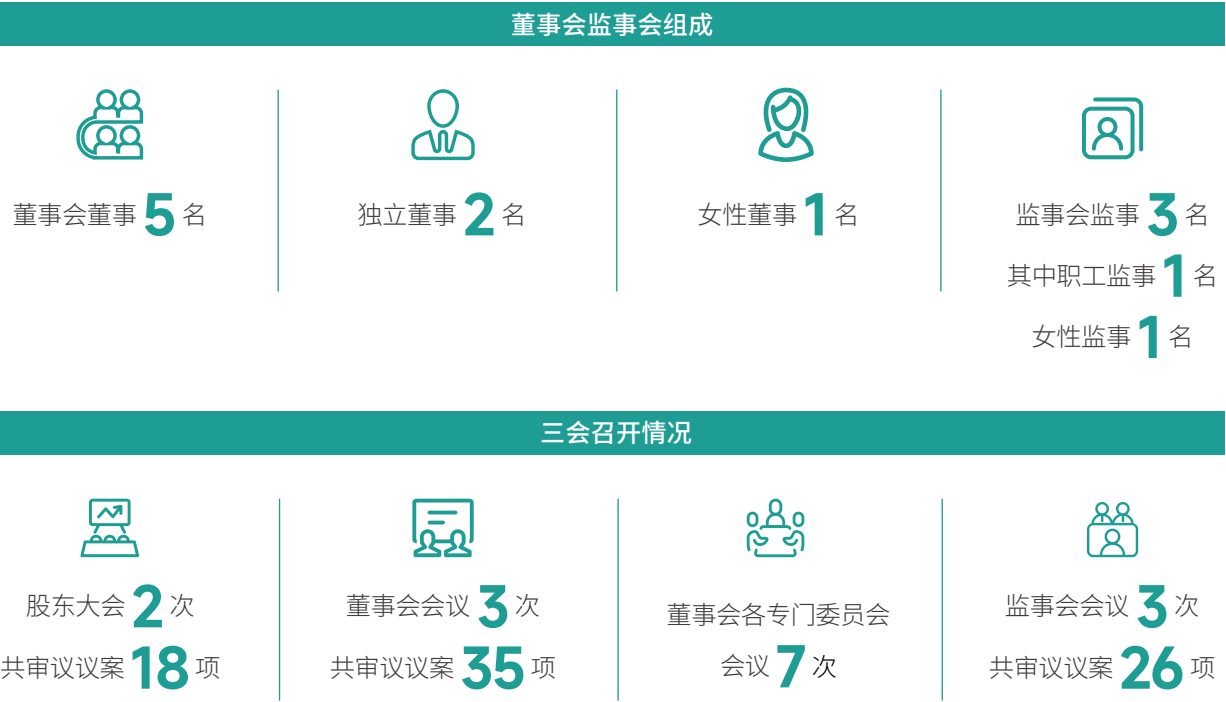 董事会监事会组成
董事会董事 5 名
独立董事 2 名
女性董事 1 名
监事会监事 3 名
其中职工监事 1 名
女性监事 1 名
三会召开情况
股东大会 2 次
共审议议案 18 项
董事会会议 3 次
共审议议案 35 项
董事会各专门委员会
会议 7 次
监事会会议 3 次
共审议议案 26 项